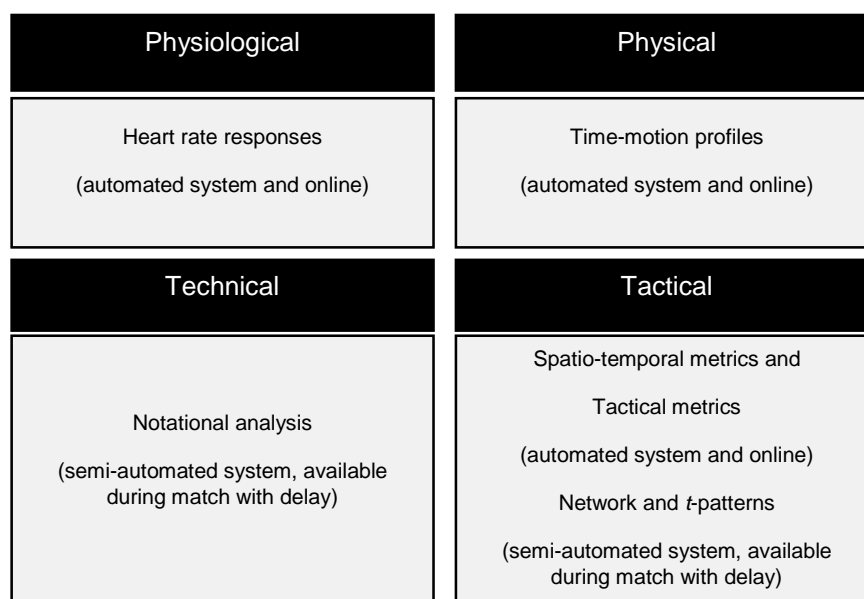 Physiological
Heart rate responses
(automated system and online)
Physical
Time-motion profiles
(automated system and online)
Technical
Notational analysis
(semi-automated system, available
during match with delay)
Tactical
Spatio-temporal metrics and
Tactical metrics
(automated system and online)
Network and t-patterns
(semi-automated system, available
during match with delay)